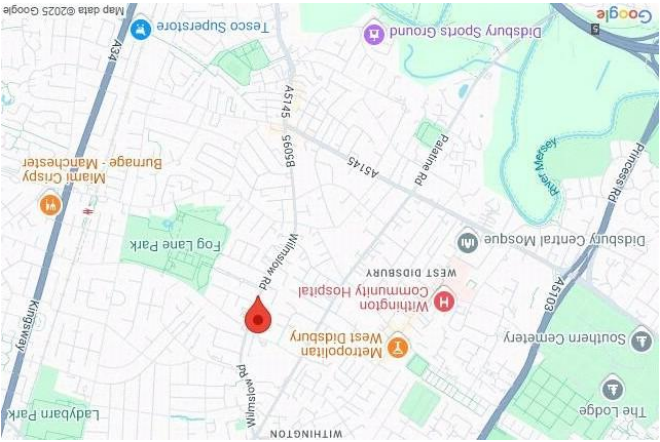 WITHINGTON
Ladybarn Park
The Lodge
Wilmslow Rd
Southern Cemetery
Metropolitan
West Didsbury
Kingsway
Withington
Community Hospital
A5103
WEST DIDSBURY
Didsbury Central Mosque
Wilmslow Rd
Fog Lane Park
Miami Crispy
Burnage - Manchester
Princess Rd
River Mersey
Palatine Rd
A5145
B5095
A5145
A34
Tesco Superstore
Didsbury Sports Ground
5
Google
Map data ©2025 Google